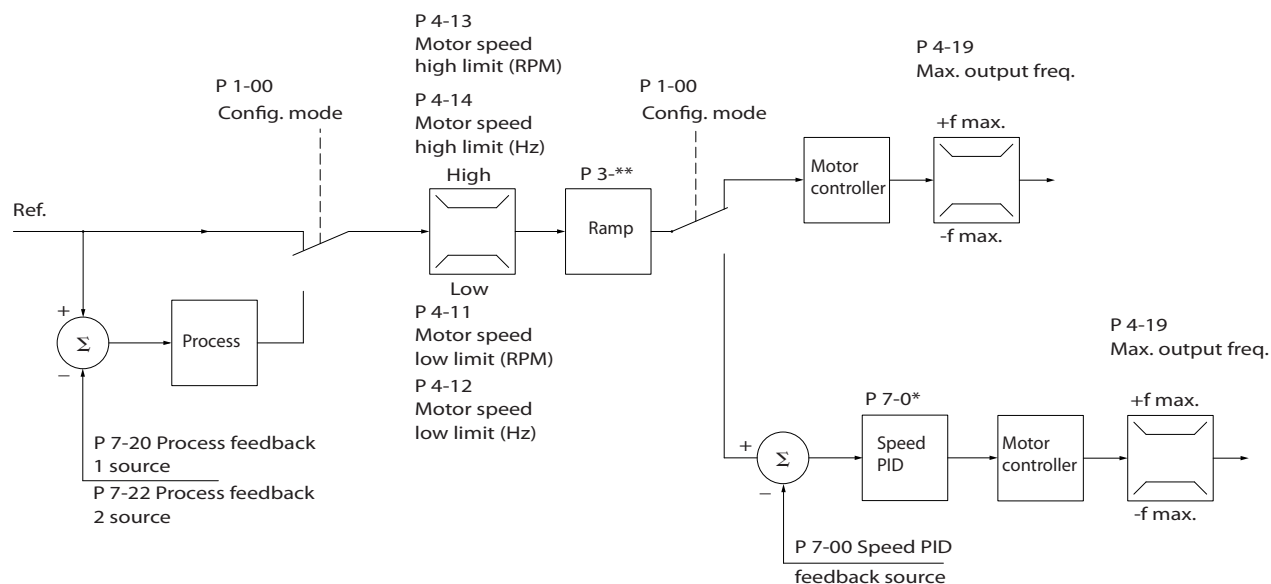 P 4-13
Motor speed
high limit (RPM)
P 4-14
Motor speed
high limit (Hz)
High
Low
P 4-11
Motor speed
low limit (RPM)
P 4-12
Motor speed
low limit (Hz)
P 1-00
Config. mode
Ref.
+
Σ
−
Process
P 7-20 Process feedback
1 source
P 7-22 Process feedback
2 source
P 3-**
Ramp
P 1-00
Config. mode
Motor
controller
P 4-19
Max. output freq.
+f max.
-f max.
+
Σ
−
P 7-00 Speed PID
feedback source
P 7-0*
Speed
PID
Motor
controller
P 4-19
Max. output freq.
+f max.
-f max.